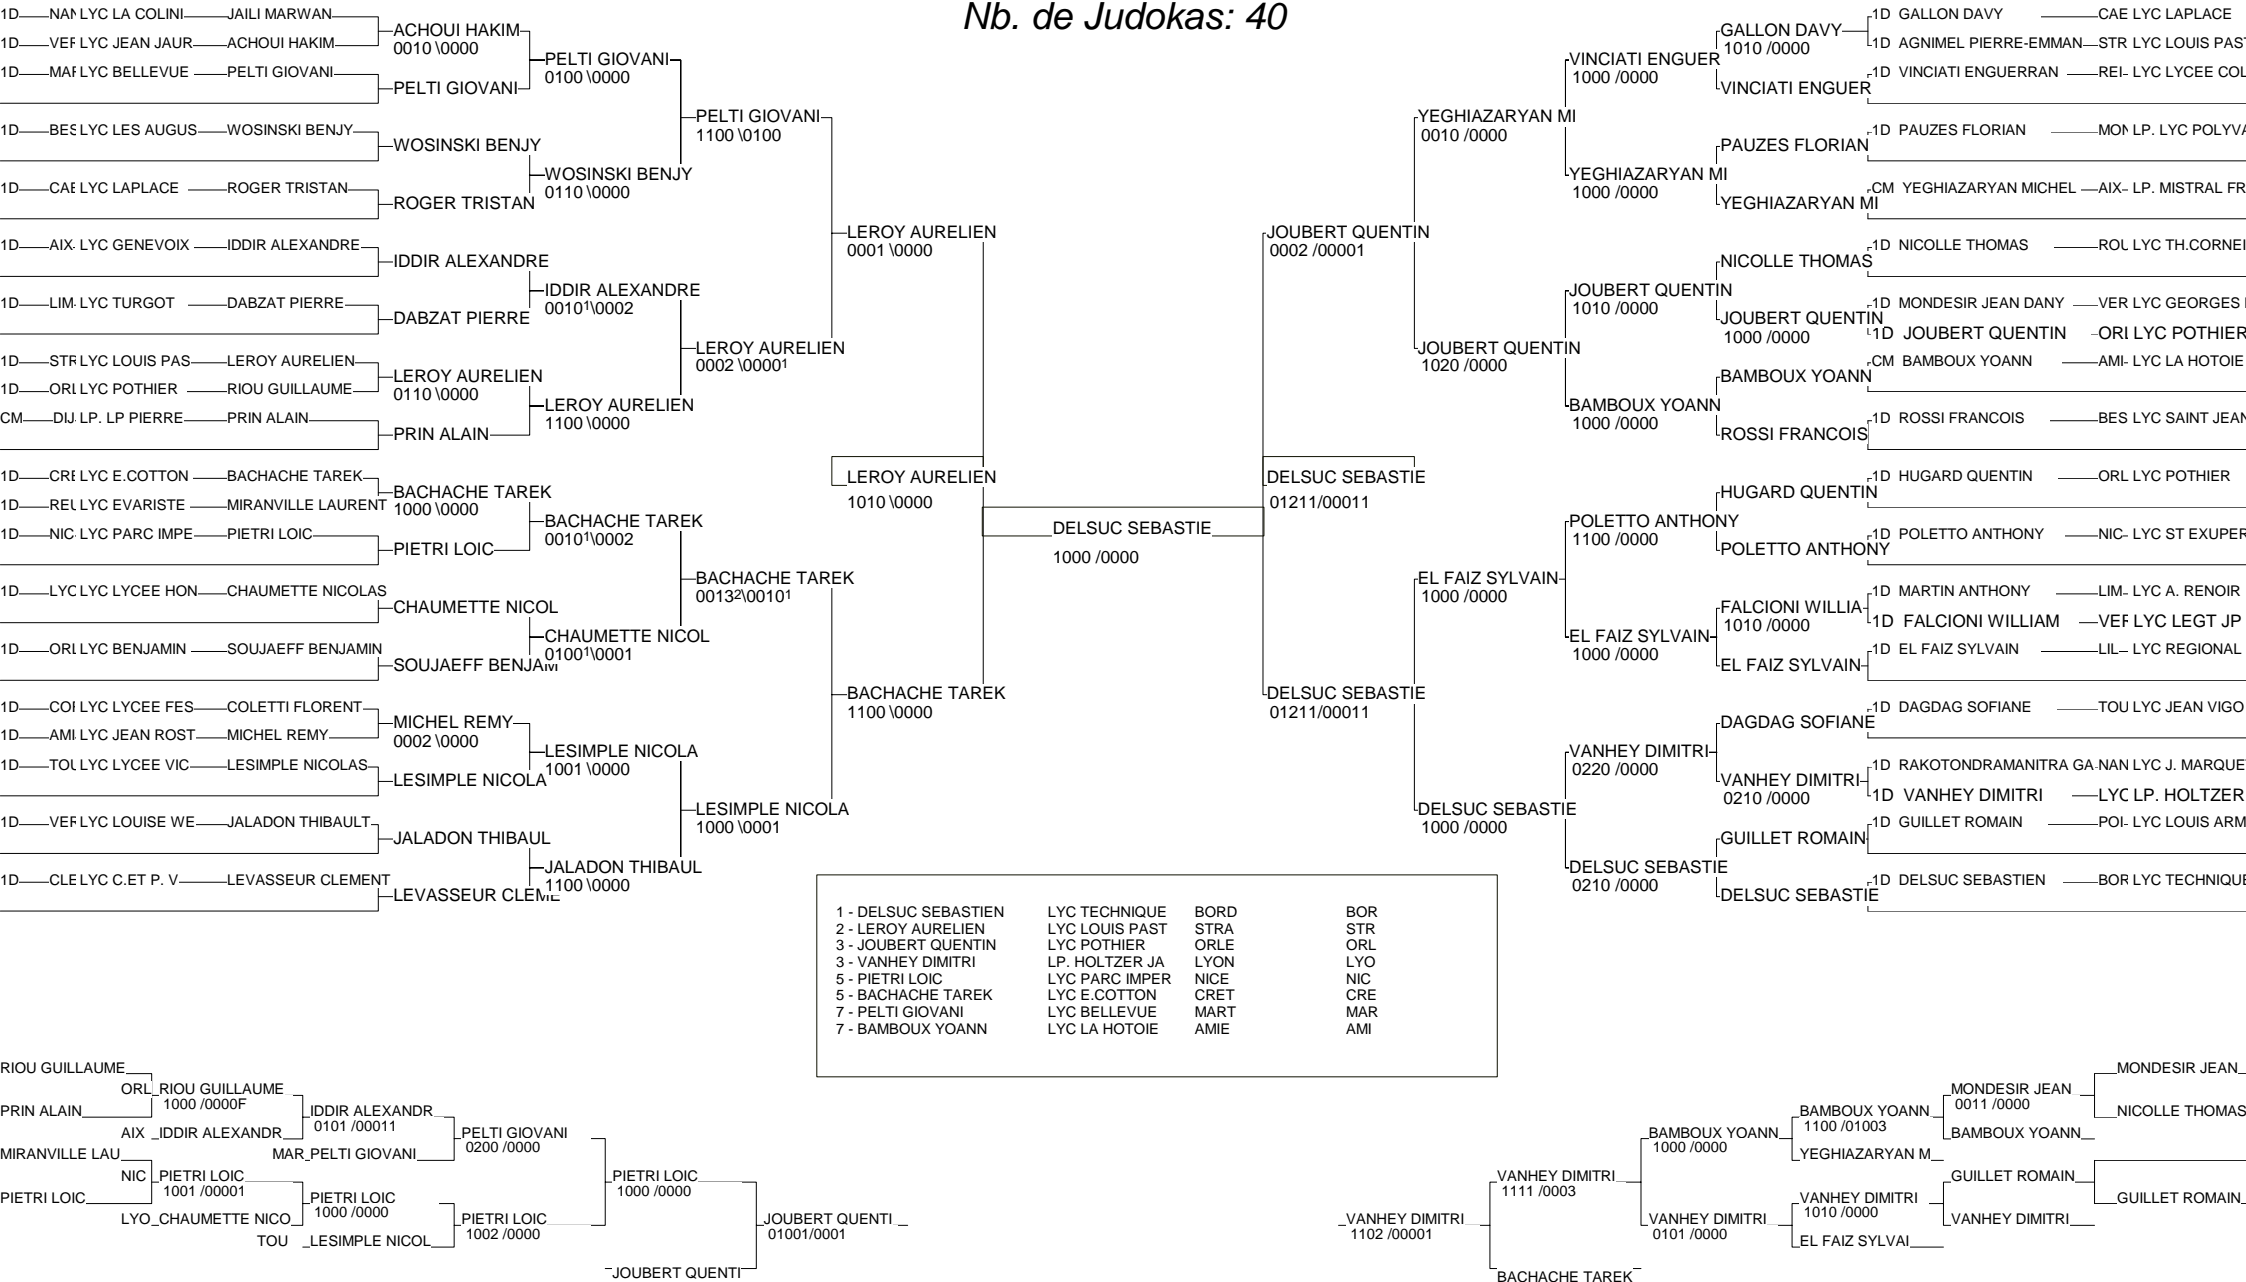 Nb. de Judokas: 40
1D NAN LYC LA COLINI JAILI MARWAN
1D VER LYC JEAN JAUR ACHOUI HAKIM
1D MAR LYC BELLEVUE PELTI GIOVANI
1D BES LYC LES AUGUS WOSINSKI BENJY
1D CAE LYC LAPLACE ROGER TRISTAN
1D AIX- LYC GENEVOIX IDDIR ALEXANDRE
1D LIM- LYC TURGOT DABZAT PIERRE
1D STR LYC LOUIS PAS LEROY AURELIEN
1D ORL LYC POTHIER RIOU GUILLAUME
CM DIJ- LP. LP PIERRE PRIN ALAIN
1D CRE LYC E.COTTON BACHACHE TAREK
1D REU LYC EVARISTE MIRANVILLE LAURENT
1D NIC- LYC PARC IMPE PIETRI LOIC
1D LYC LYC LYCEE HON CHAUMETTE NICOLAS
1D ORL LYC BENJAMIN SOUJAEFF BENJAMIN
1D COR LYC LYCEE FES COLETTI FLORENT
1D AMI- LYC JEAN ROST MICHEL REMY
1D TOU LYC LYCEE VIC LESIMPLE NICOLAS
1D VER LYC LOUISE WE JALADON THIBAULT
1D CLE LYC C.ET P. V LEVASSEUR CLEMENT
ACHOUI HAKIM
0010 \0000
PELTI GIOVANI
WOSINSKI BENJY
ROGER TRISTAN
IDDIR ALEXANDRE
DABZAT PIERRE
LEROY AURELIEN
0110 \0000
PRIN ALAIN
BACHACHE TAREK
1000 \0000
PIETRI LOIC
CHAUMETTE NICOL
SOUJAEFF BENJAM
MICHEL REMY
0002 \0000
LESIMPLE NICOLA
JALADON THIBAUL
LEVASSEUR CLEME
PELTI GIOVANI
0100 \0000
WOSINSKI BENJY
0110 \0000
IDDIR ALEXANDRE
0010¹\0002
LEROY AURELIEN
1100 \0000
BACHACHE TAREK
0010¹\0002
CHAUMETTE NICOL
0100¹\0001
LESIMPLE NICOLA
1001 \0000
JALADON THIBAUL
1100 \0000
PELTI GIOVANI
1100 \0100
LEROY AURELIEN
0002 \0000¹
BACHACHE TAREK
0013²\0010¹
LESIMPLE NICOLA
1000 \0001
LEROY AURELIEN
0001 \0000
BACHACHE TAREK
1100 \0000
LEROY AURELIEN
1010 \0000
DELSUC SEBASTIE
1000 /0000
DELSUC SEBASTIE
01211/00011
JOUBERT QUENTIN
0002 /00001
DELSUC SEBASTIE
01211/00011
YEGHIAZARYAN MI
0010 /0000
JOUBERT QUENTIN
1020 /0000
EL FAIZ SYLVAIN
1000 /0000
DELSUC SEBASTIE
1000 /0000
VINCIATI ENGUER
1000 /0000
YEGHIAZARYAN MI
1000 /0000
JOUBERT QUENTIN
1010 /0000
BAMBOUX YOANN
1000 /0000
POLETTO ANTHONY
1100 /0000
EL FAIZ SYLVAIN
1000 /0000
VANHEY DIMITRI
0220 /0000
DELSUC SEBASTIE
0210 /0000
GALLON DAVY
1010 /0000
VINCIATI ENGUER
PAUZES FLORIAN
YEGHIAZARYAN MI
NICOLLE THOMAS
JOUBERT QUENTIN
1000 /0000
BAMBOUX YOANN
ROSSI FRANCOIS
HUGARD QUENTIN
POLETTO ANTHONY
FALCIONI WILLIA
1010 /0000
EL FAIZ SYLVAIN
DAGDAG SOFIANE
VANHEY DIMITRI
0210 /0000
GUILLET ROMAIN
DELSUC SEBASTIE
1D GALLON DAVY CAE LYC LAPLACE
1D AGNIMEL PIERRE-EMMAN STR LYC LOUIS PAST
1D VINCIATI ENGUERRAN REI- LYC LYCEE COL
1D PAUZES FLORIAN MON LP. LYC POLYVA
CM YEGHIAZARYAN MICHEL AIX- LP. MISTRAL FR
1D NICOLLE THOMAS ROU LYC TH.CORNEI
1D MONDESIR JEAN DANY VER LYC GEORGES
1D JOUBERT QUENTIN ORL LYC POTHIER
CM BAMBOUX YOANN AMI- LYC LA HOTOIE
1D ROSSI FRANCOIS BES LYC SAINT JEAN
1D HUGARD QUENTIN ORL LYC POTHIER
1D POLETTO ANTHONY NIC- LYC ST EXUPER
1D MARTIN ANTHONY LIM- LYC A. RENOIR
1D FALCIONI WILLIAM VER LYC LEGT JP
1D EL FAIZ SYLVAIN LIL- LYC REGIONAL
1D DAGDAG SOFIANE TOU LYC JEAN VIGO
1D RAKOTONDRAMANITRA GA NAN LYC J. MARQUET
1D VANHEY DIMITRI LYC LP. HOLTZER
1D GUILLET ROMAIN POI- LYC LOUIS ARM
1D DELSUC SEBASTIEN BOR LYC TECHNIQUE
1 - DELSUC SEBASTIEN LYC TECHNIQUE BORD BOR
2 - LEROY AURELIEN LYC LOUIS PAST STRA STR
3 - JOUBERT QUENTIN LYC POTHIER ORLE ORL
3 - VANHEY DIMITRI LP. HOLTZER JA LYON LYO
5 - PIETRI LOIC LYC PARC IMPER NICE NIC
5 - BACHACHE TAREK LYC E.COTTON CRET CRE
7 - PELTI GIOVANI LYC BELLEVUE MART MAR
7 - BAMBOUX YOANN LYC LA HOTOIE AMIE AMI
RIOU GUILLAUME
PRIN ALAIN
MIRANVILLE LAU
PIETRI LOIC
ORL RIOU GUILLAUME
1000 /0000F
AIX IDDIR ALEXANDR
NIC PIETRI LOIC
1001 /00001
LYO CHAUMETTE NICO
IDDIR ALEXANDR
0101 /00011
MAR PELTI GIOVANI
PIETRI LOIC
1000 /0000
TOU LESIMPLE NICOL
PELTI GIOVANI
0200 /0000
PIETRI LOIC
1002 /0000
PIETRI LOIC
1000 /0000
JOUBERT QUENTI
JOUBERT QUENTI
01001/0001
VANHEY DIMITRI
1102 /00001
VANHEY DIMITRI
1111 /0003
BACHACHE TAREK
BAMBOUX YOANN
1000 /0000
VANHEY DIMITRI
0101 /0000
BAMBOUX YOANN
1100 /01003
YEGHIAZARYAN M
VANHEY DIMITRI
1010 /0000
EL FAIZ SYLVAI
MONDESIR JEAN
0011 /0000
BAMBOUX YOANN
GUILLET ROMAIN
VANHEY DIMITRI
MONDESIR JEAN
NICOLLE THOMAS
GUILLET ROMAIN